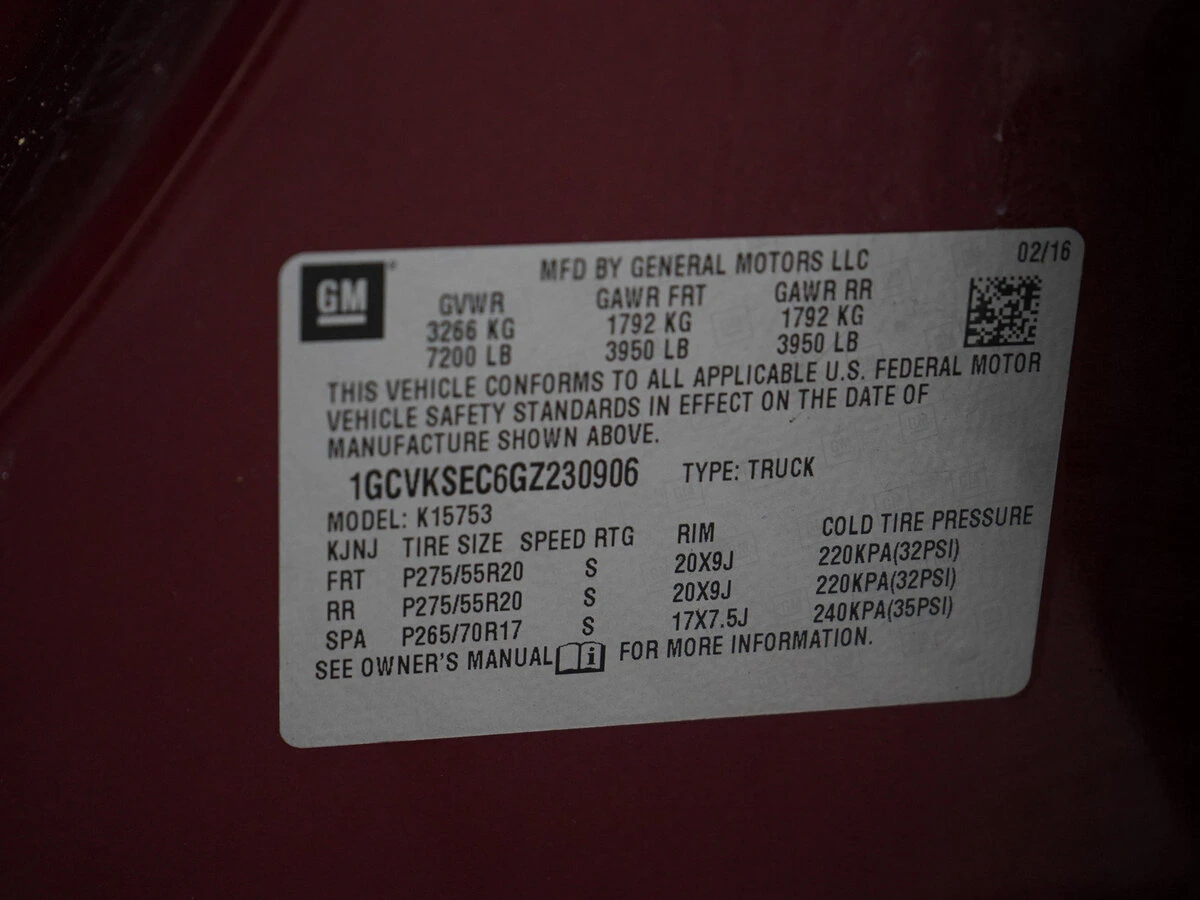 GM
MFD BY GENERAL MOTORS LLC 02/16
GVWR GAWR FRT GAWR RR
3266 KG 1792 KG 1792 KG
7200 LB 3950 LB 3950 LB
THIS VEHICLE CONFORMS TO ALL APPLICABLE U.S. FEDERAL MOTOR
VEHICLE SAFETY STANDARDS IN EFFECT ON THE DATE OF
MANUFACTURE SHOWN ABOVE.
1GCVKSEC6GZ230906 TYPE: TRUCK
MODEL: K15753
KJNJ TIRE SIZE SPEED RTG RIM COLD TIRE PRESSURE
FRT P275/55R20 S 20X9J 220KPA(32PSI)
RR P275/55R20 S 20X9J 220KPA(32PSI)
SPA P265/70R17 S 17X7.5J 240KPA(35PSI)
SEE OWNER'S MANUAL i FOR MORE INFORMATION.